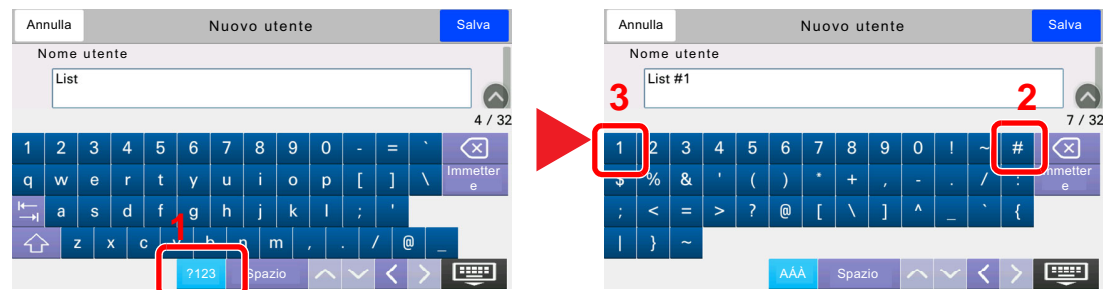 Annulla Nuovo utente Salva
Nome utente
List
4 / 32
1 2 3 4 5 6 7 8 9 0 - = `
q w e r t y u i o p [ ] \ Immettere
a s d f g h j k l ; '
1
z x c v b n m , . / @ _
?123 Spazio
Annulla Nuovo utente Salva
Nome utente
List #1
3 2
7 / 32
1 2 3 4 5 6 7 8 9 0 ! ~ #
$ % & ' ( ) * + , - . / : Immettere
; < = > ? @ [ \ ] ^ _ ` {
| } ~
AÁÀ Spazio